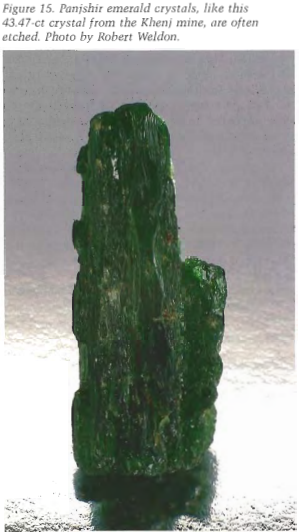 Figure 15. Panjshir emerald crystals, like this
43.47-ct crystal from the Khenj mine, are often
etched. Photo by Robert Weldon.